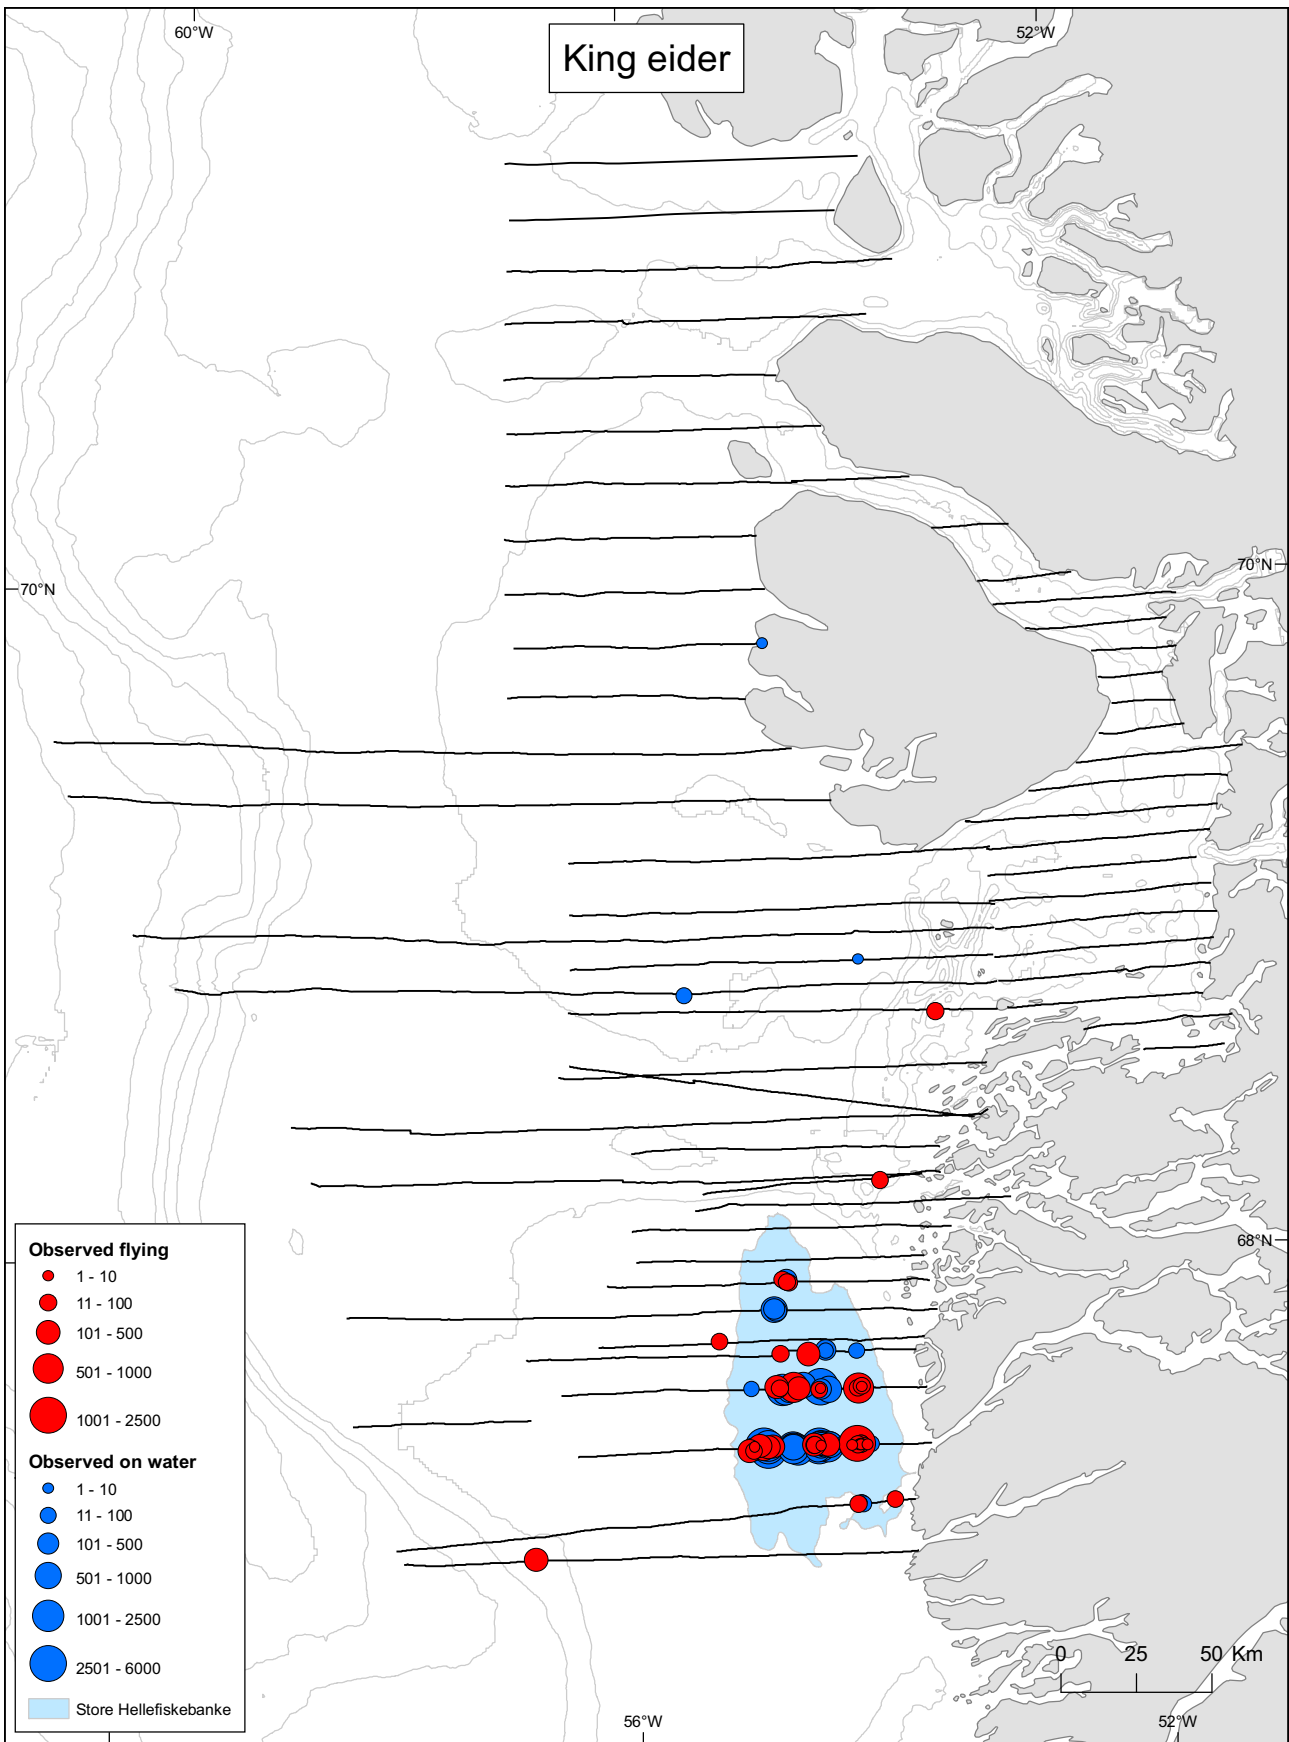 60°W
52°W
King eider
70°N
70°N
68°N
Observed flying
1 - 10
11 - 100
101 - 500
501 - 1000
1001 - 2500
Observed on water
1 - 10
11 - 100
101 - 500
501 - 1000
1001 - 2500
2501 - 6000
Store Hellefiskebanke
0 25 50 Km
56°W
52°W